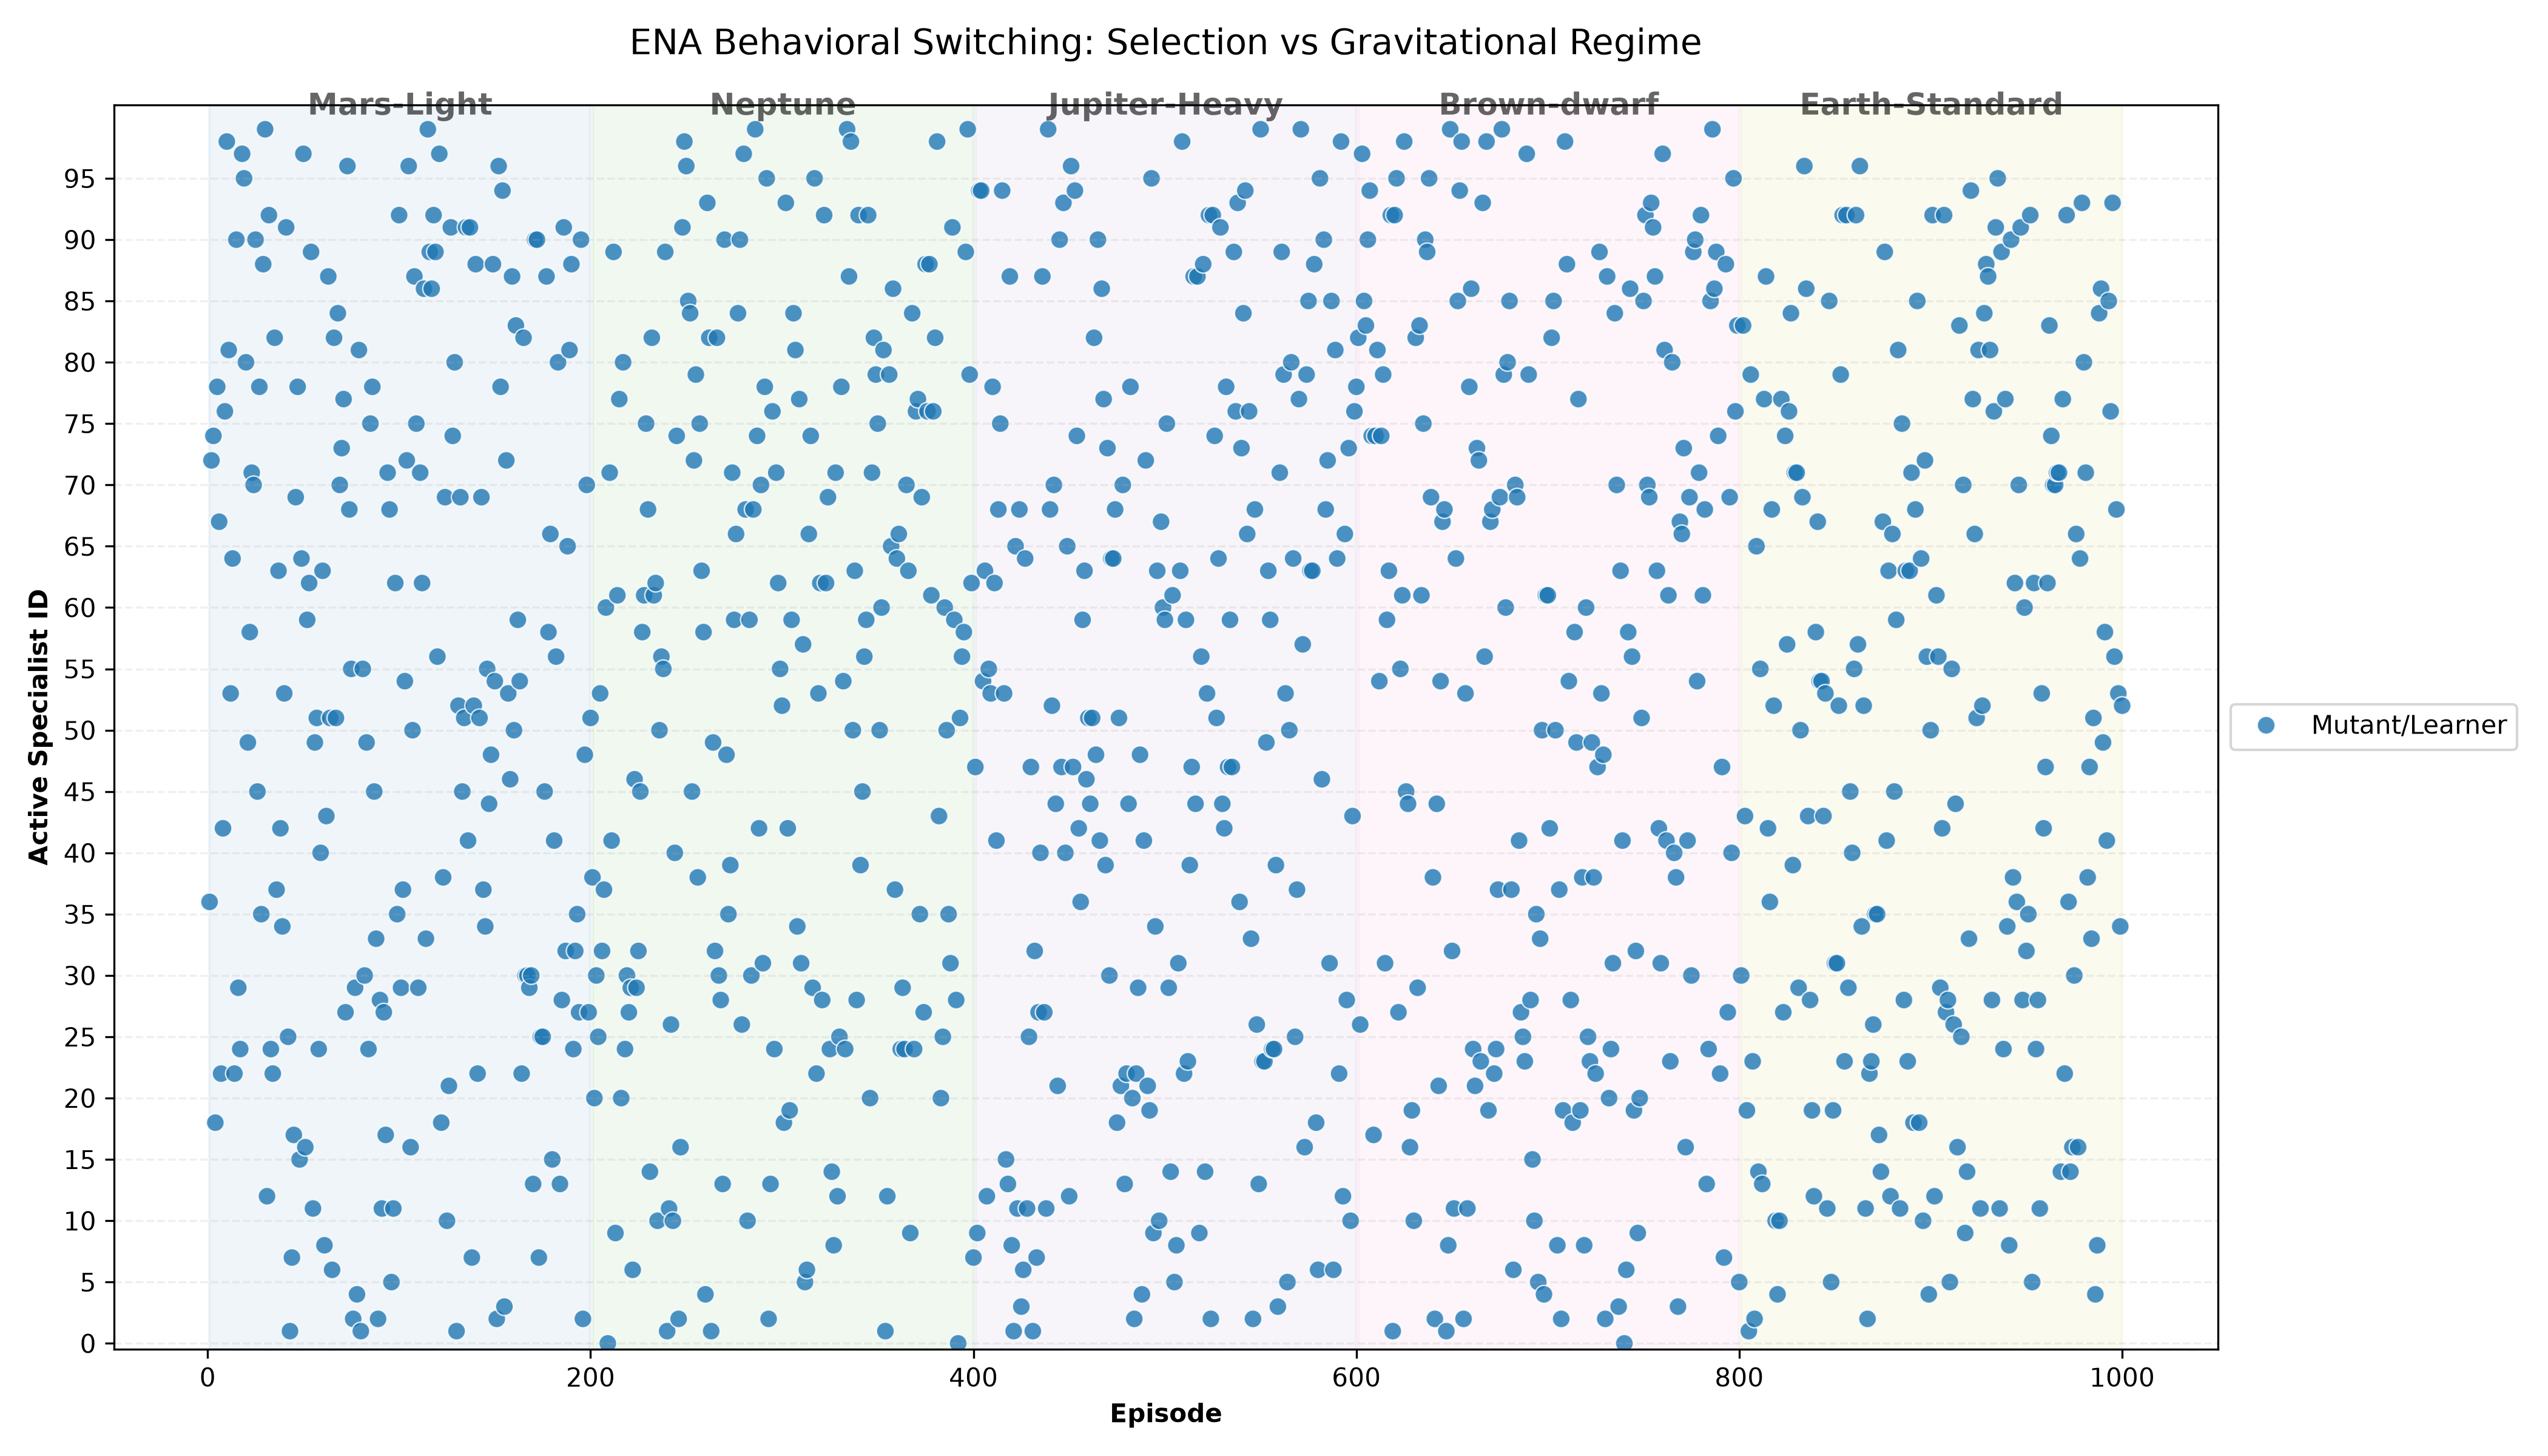 ENA Behavioral Switching: Selection vs Gravitational Regime
Mars-Light
Neptune
Jupiter-Heavy
Brown-dwarf
Earth-Standard
95
90
85
80
75
70
65
60
55
50
45
40
35
30
25
20
15
10
5
0
Active Specialist ID
Mutant/Learner
0
200
400
600
800
1000
Episode